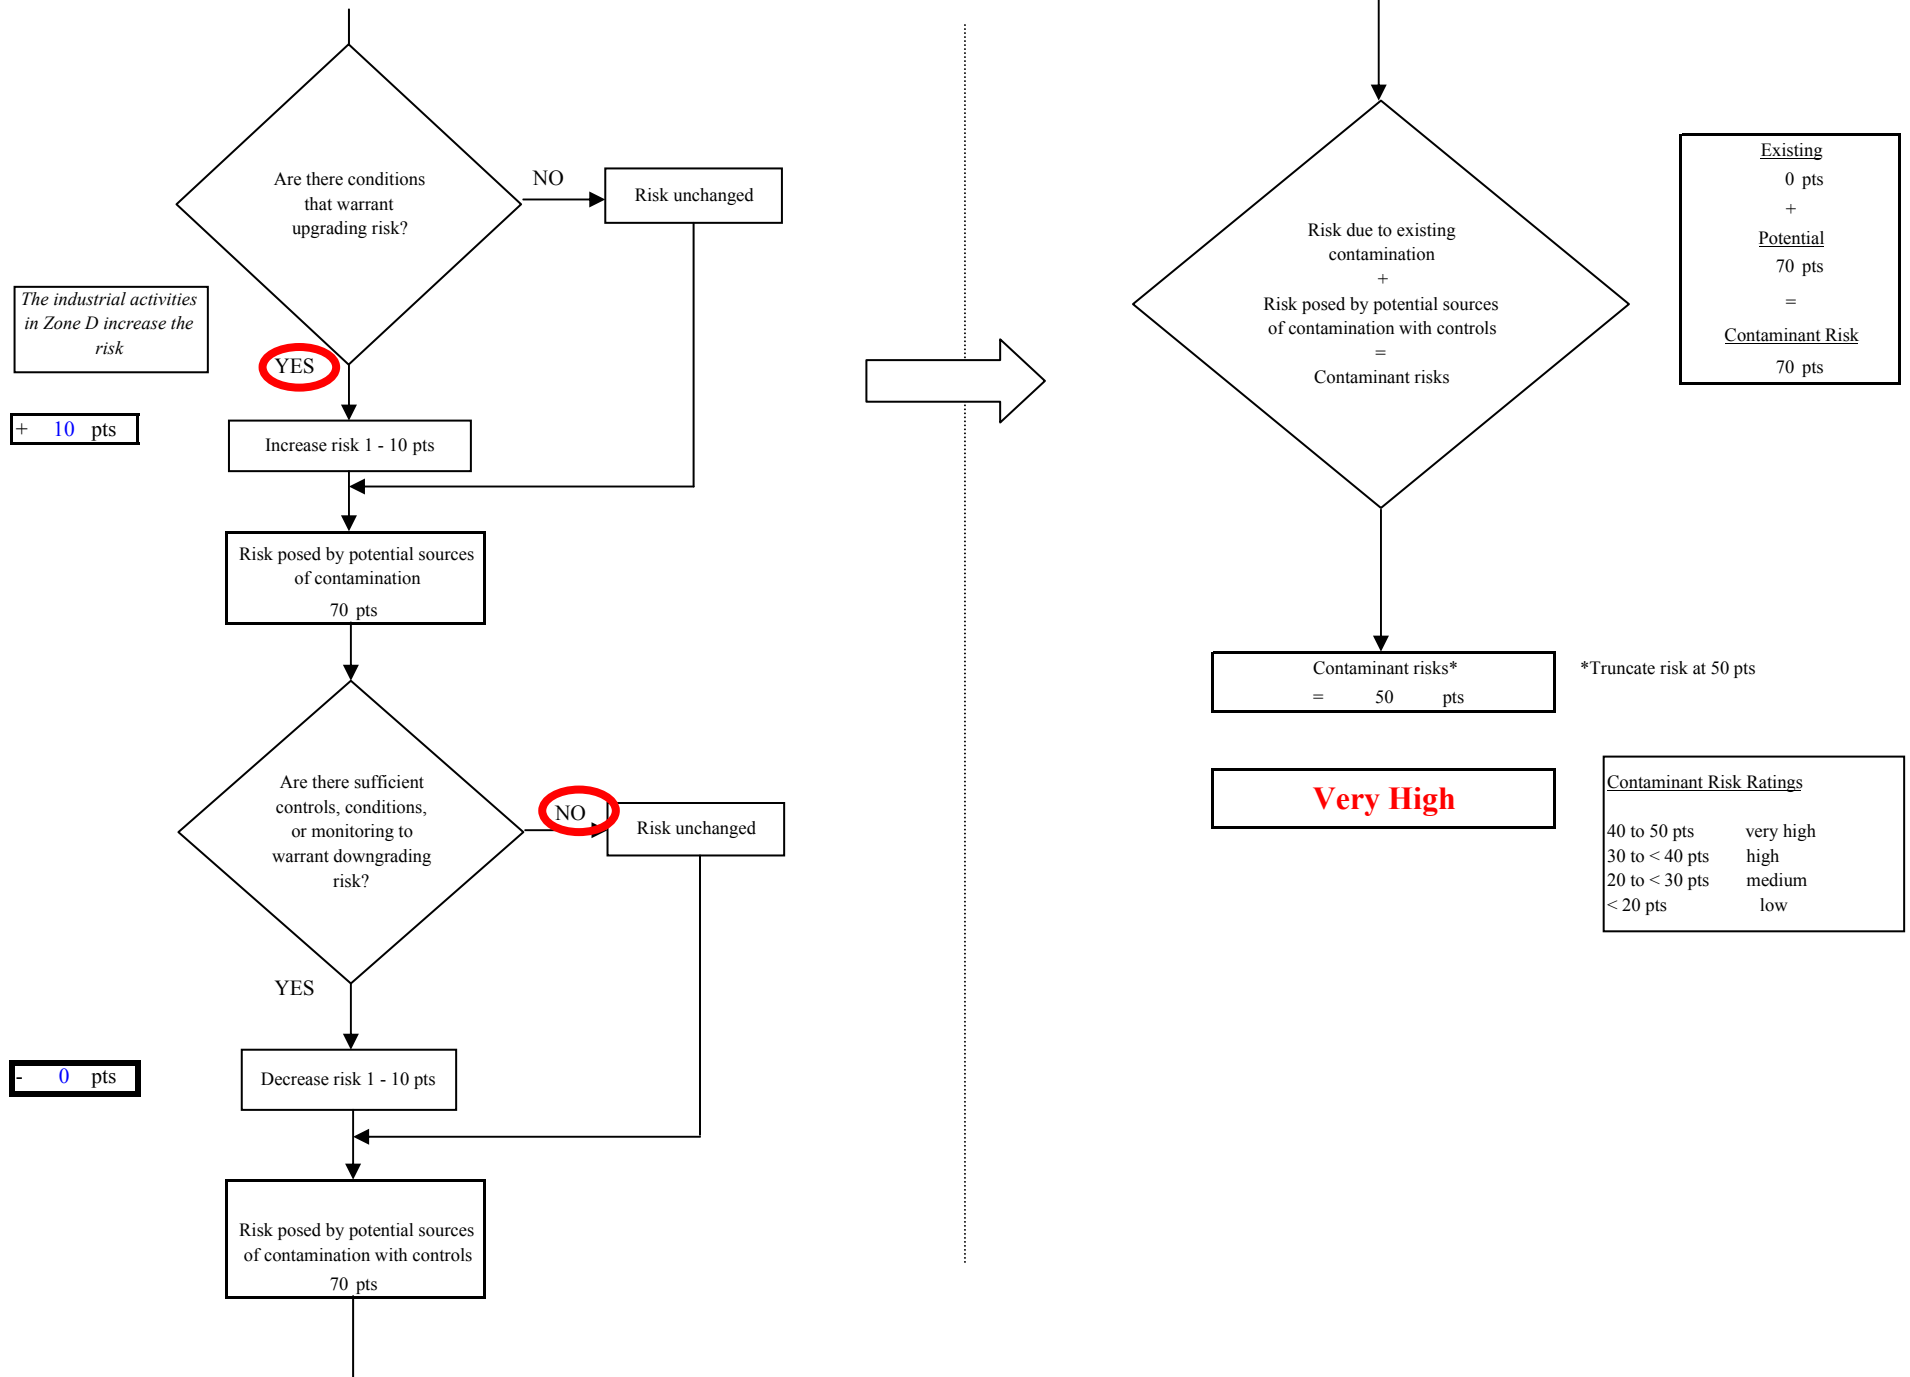 Are there conditions
that warrant
upgrading risk?
NO
Risk unchanged
The industrial activities
in Zone D increase the
risk
YES
+ 10 pts
Increase risk 1 - 10 pts
Risk posed by potential sources
of contamination
70 pts
Are there sufficient
controls, conditions,
or monitoring to
warrant downgrading
risk?
NO
Risk unchanged
YES
- 0 pts
Decrease risk 1 - 10 pts
Risk posed by potential sources
of contamination with controls
70 pts
Risk due to existing
contamination
+
Risk posed by potential sources
of contamination with controls
=
Contaminant risks
Existing
0 pts
+
Potential
70 pts
=
Contaminant Risk
70 pts
Contaminant risks*
= 50 pts
*Truncate risk at 50 pts
Very High
Contaminant Risk Ratings
40 to 50 pts very high
30 to < 40 pts high
20 to < 30 pts medium
< 20 pts low